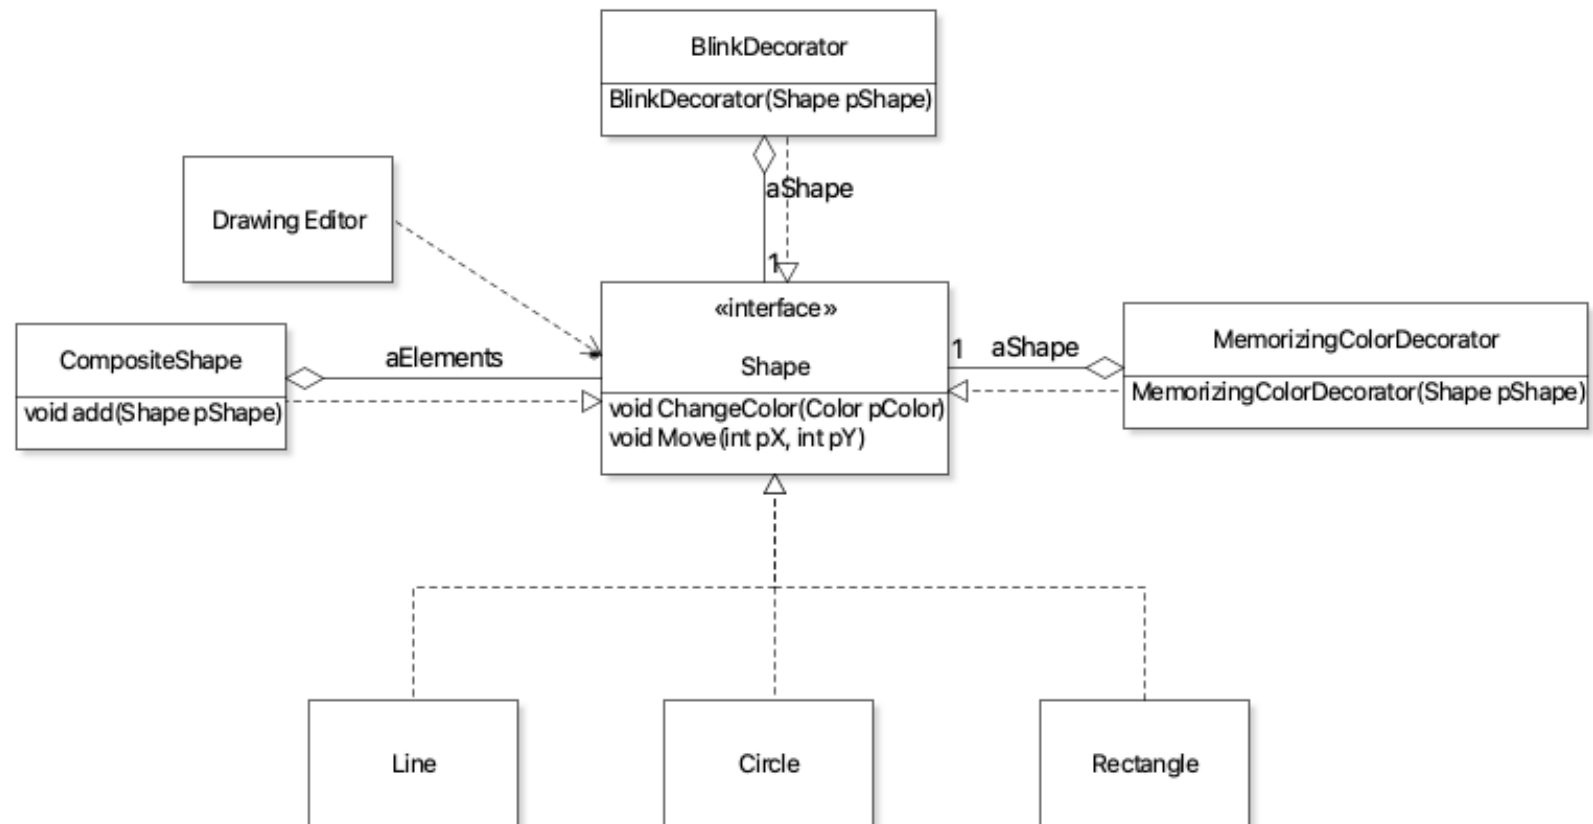 BlinkDecorator
BlinkDecorator(Shape pShape)
aShape
1
Drawing Editor
«interface»
Shape
void ChangeColor(Color pColor)
void Move(int pX, int pY)
CompositeShape
void add(Shape pShape)
aElements
1
aShape
MemorizingColorDecorator
MemorizingColorDecorator(Shape pShape)
Line
Circle
Rectangle